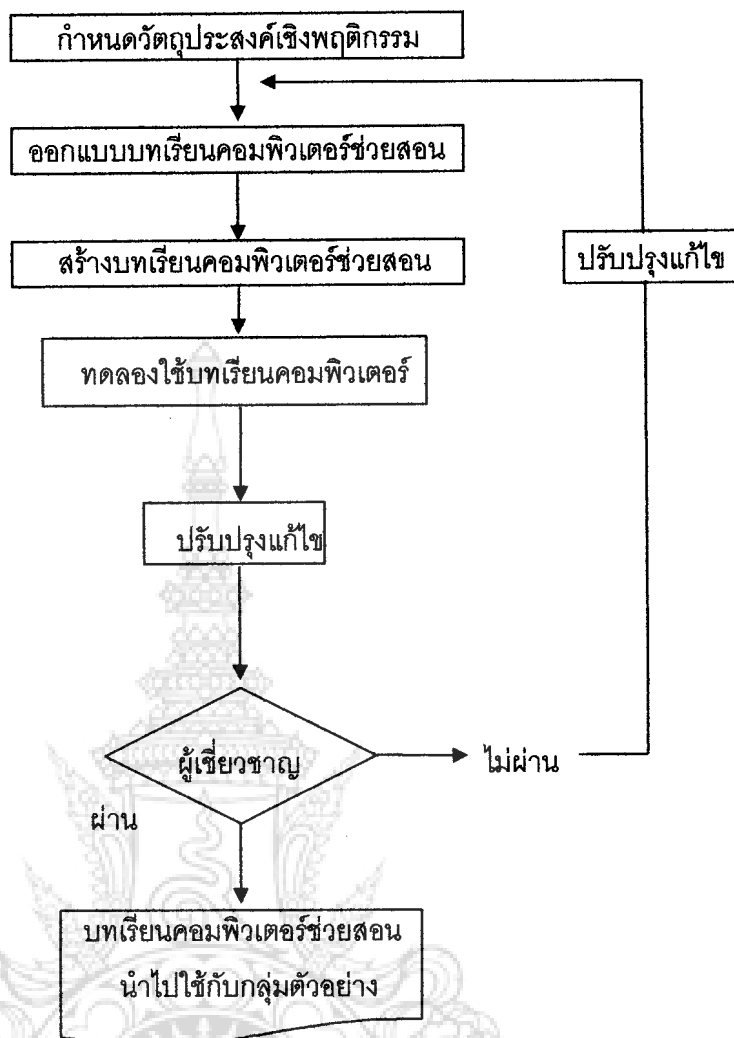 กำหนดวัตถุประสงค์เชิงพฤติกรรม
ออกแบบบทเรียนคอมพิวเตอร์ช่วยสอน
สร้างบทเรียนคอมพิวเตอร์ช่วยสอน
ปรับปรุงแก้ไข
ทดลองใช้บทเรียนคอมพิวเตอร์
ปรับปรุงแก้ไข
ผู้เชี่ยวชาญ
ไม่ผ่าน
ผ่าน
บทเรียนคอมพิวเตอร์ช่วยสอน
นำไปใช้กับกลุ่มตัวอย่าง